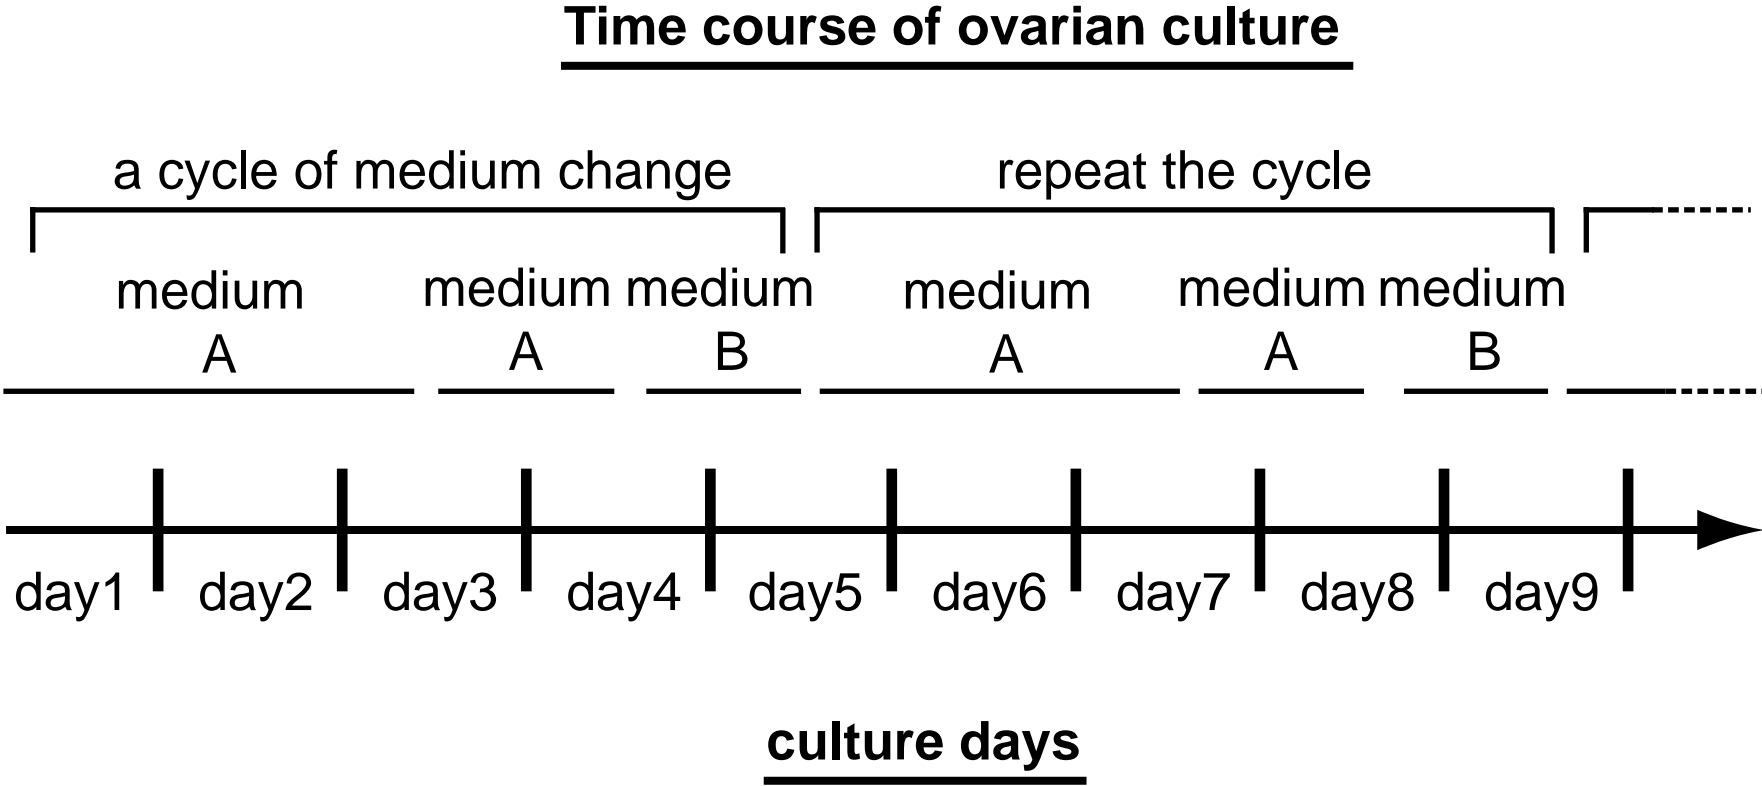 Time course of ovarian culture
a cycle of medium change
repeat the cycle
medium medium medium medium medium medium
A A B A A B
day1 day2 day3 day4 day5 day6 day7 day8 day9
culture days